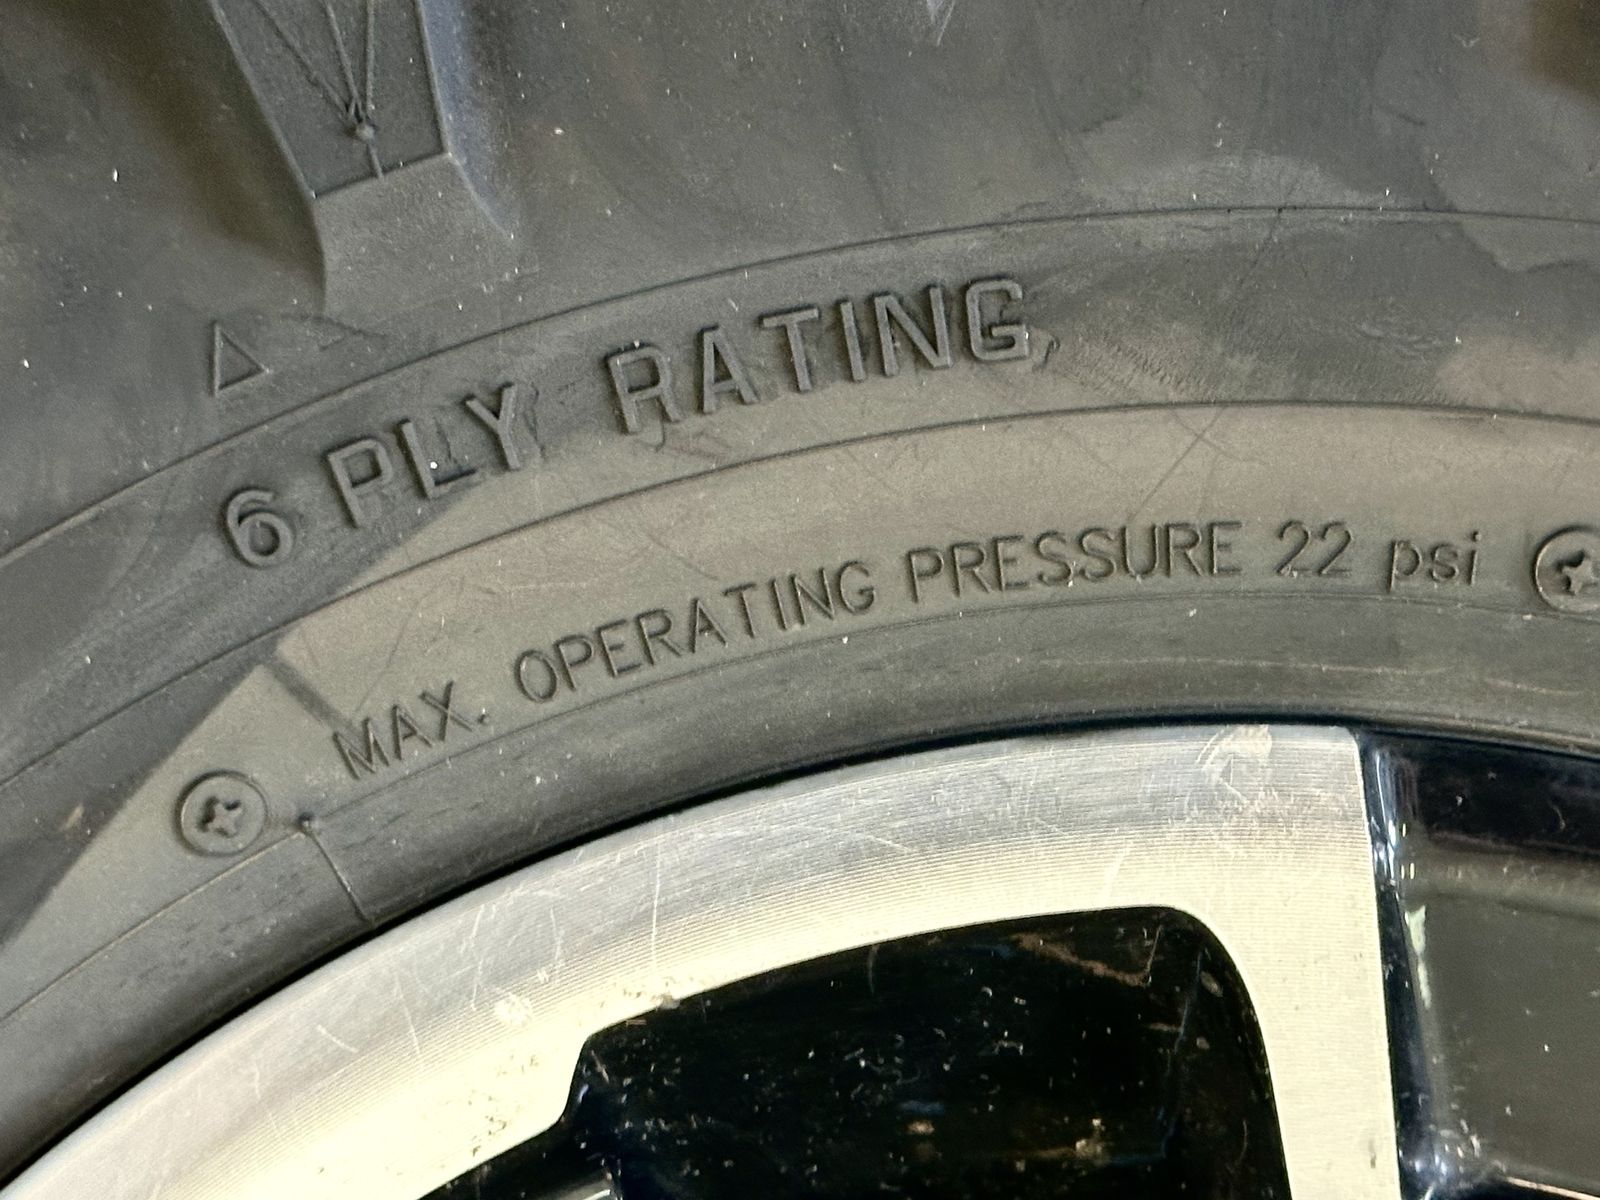 6 PLY RATING
MAX. OPERATING PRESSURE 22 psi